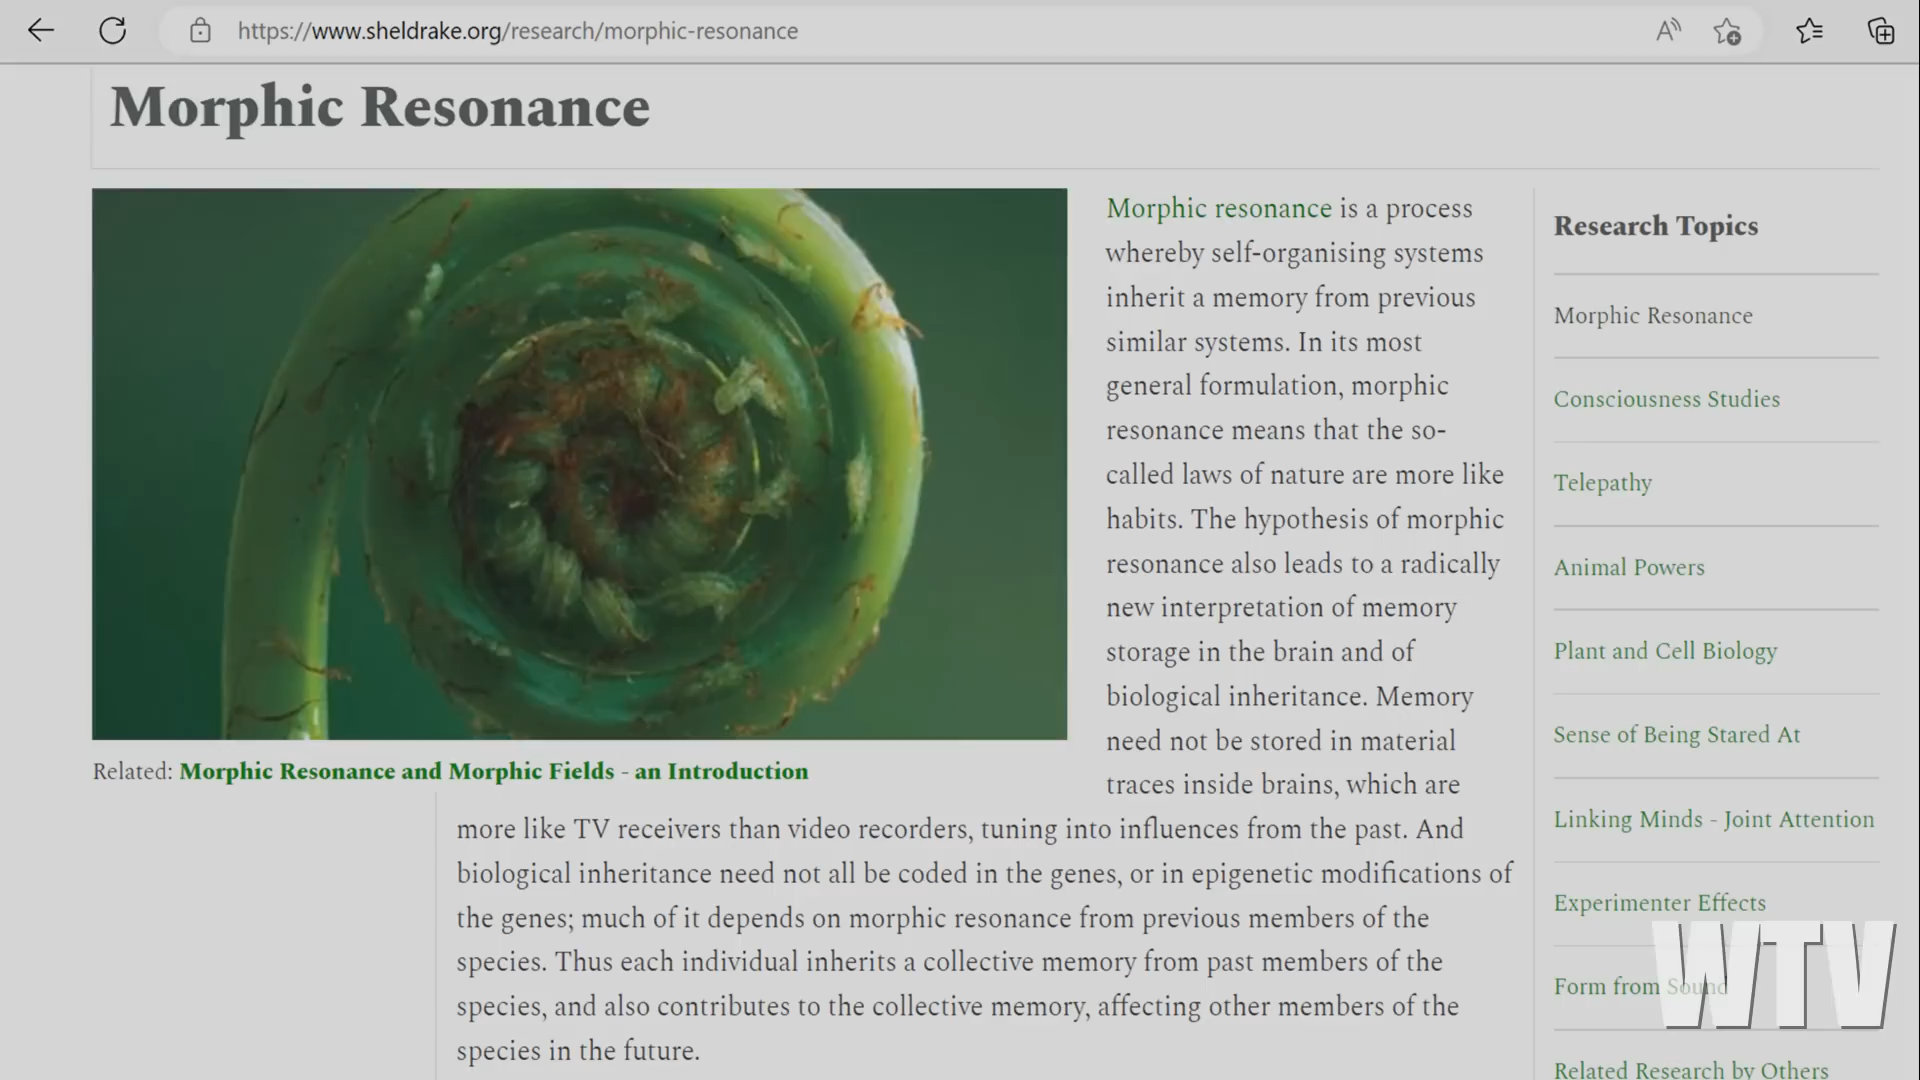 https://www.sheldrake.org/research/morphic-resonance
Morphic Resonance
Morphic resonance is a process
whereby self-organising systems
inherit a memory from previous
similar systems. In its most
general formulation, morphic
resonance means that the so-
called laws of nature are more like
habits. The hypothesis of morphic
resonance also leads to a radically
new interpretation of memory
storage in the brain and of
biological inheritance. Memory
need not be stored in material
traces inside brains, which are
more like TV receivers than video recorders, tuning into influences from the past. And
biological inheritance need not all be coded in the genes, or in epigenetic modifications of
the genes; much of it depends on morphic resonance from previous members of the
species. Thus each individual inherits a collective memory from past members of the
species, and also contributes to the collective memory, affecting other members of the
species in the future.
Related: Morphic Resonance and Morphic Fields - an Introduction
Research Topics
Morphic Resonance
Consciousness Studies
Telepathy
Animal Powers
Plant and Cell Biology
Sense of Being Stared At
Linking Minds - Joint Attention
Experimenter Effects
Form from Sound
Related Research by Others
WTV